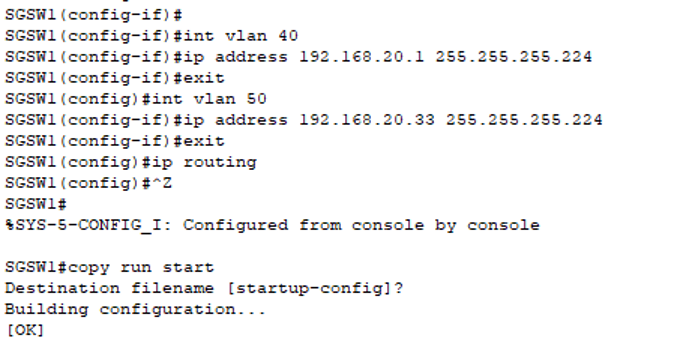 SGSW1(config-if)#
SGSW1(config-if)#int vlan 40
SGSW1(config-if)#ip address 192.168.20.1 255.255.255.224
SGSW1(config-if)#exit
SGSW1(config)#int vlan 50
SGSW1(config-if)#ip address 192.168.20.33 255.255.255.224
SGSW1(config-if)#exit
SGSW1(config)#ip routing
SGSW1(config)#^Z
SGSW1#
%SYS-5-CONFIG_I: Configured from console by console
SGSW1#copy run start
Destination filename [startup-config]?
Building configuration...
[OK]